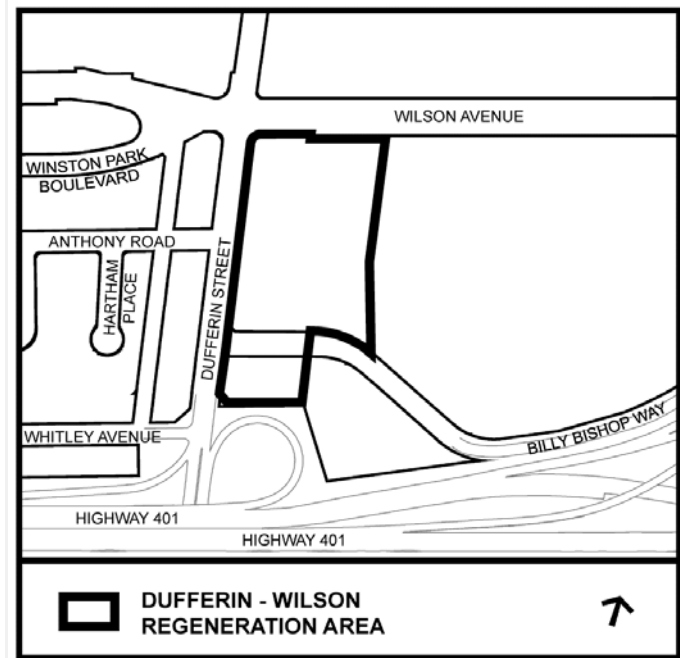 WILSON AVENUE
WINSTON PARK
BOULEVARD
ANTHONY ROAD
HARTHAM
PLACE
DUFFERIN STREET
WHITLEY AVENUE
BILLY BISHOP WAY
HIGHWAY 401
HIGHWAY 401
DUFFERIN - WILSON
REGENERATION AREA